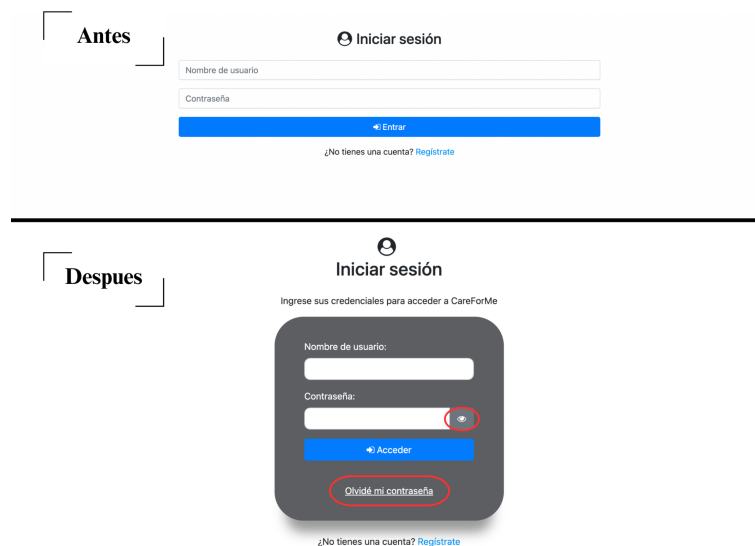 Antes
Iniciar sesión
Nombre de usuario
Contraseña
Entrar
¿No tienes una cuenta? Regístrate
Despues
Iniciar sesión
Ingrese sus credenciales para acceder a CareForMe
Nombre de usuario:
Contraseña:
Acceder
Olvidé mi contraseña
¿No tienes una cuenta? Regístrate